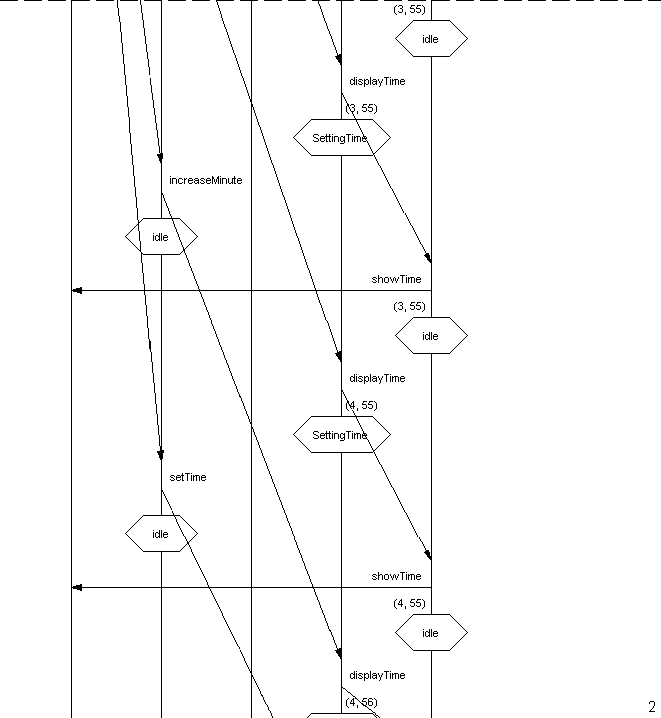 (3, 55)
idle
displayTime
(3, 55)
SettingTime
increaseMinute
idle
showTime
(3, 55)
idle
displayTime
(4, 55)
SettingTime
setTime
idle
showTime
(4, 55)
idle
displayTime
(4, 56)
2